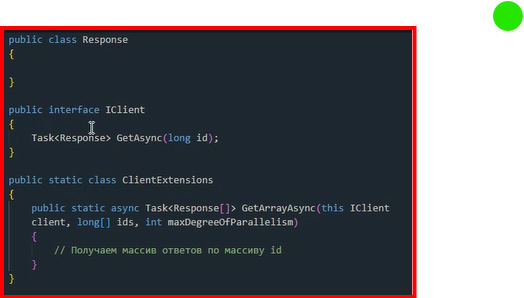 public class Response
{
}
public interface IClient
{
Task<Response> GetAsync(long id);
}
public static class ClientExtensions
{
public static async Task<Response[]> GetArrayAsync(this IClient
client, long[] ids, int maxDegreeOfParallelism)
{
// Получаем массив ответов по массиву id
}
}